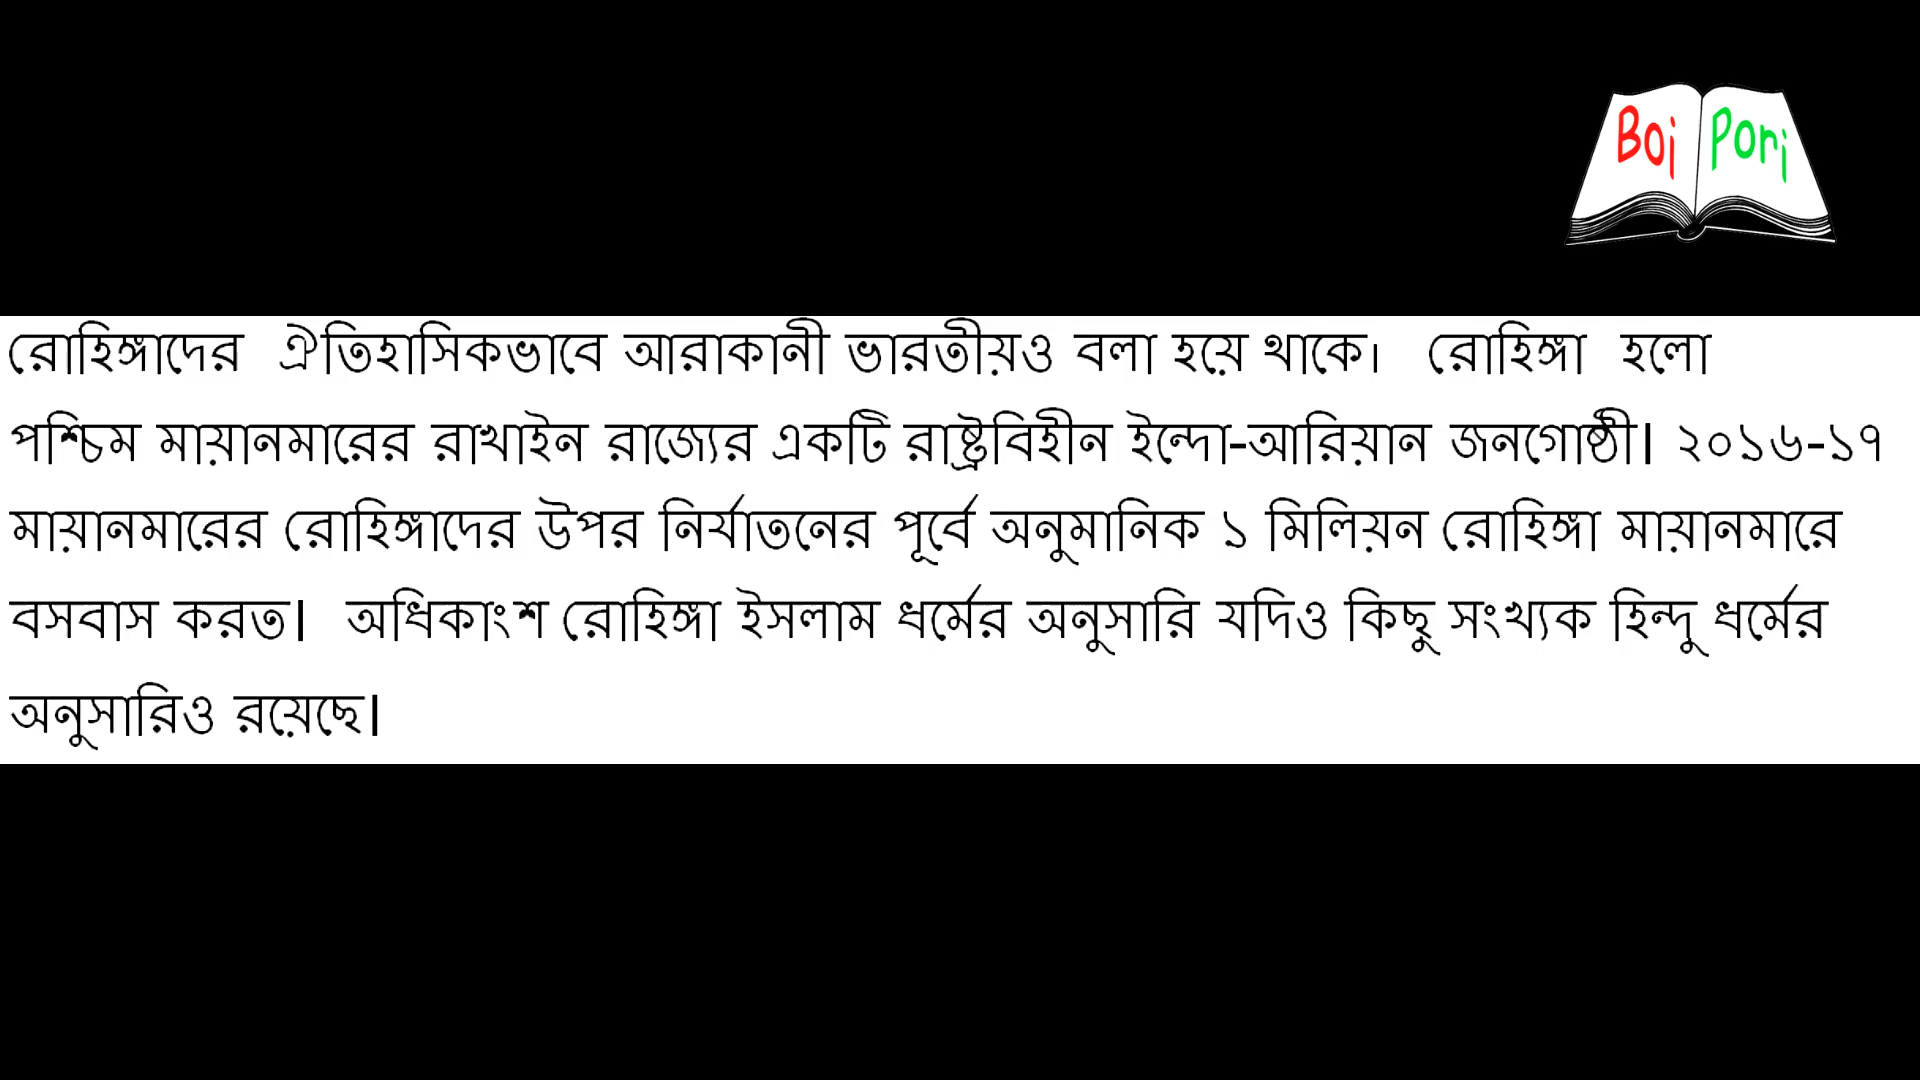 Boi Pori
রোহিঙ্গাদের ঐতিহাসিকভাবে আরাকানী ভারতীয়ও বলা হয়ে থাকে। রোহিঙ্গা হলো
পশ্চিম মায়ানমারের রাখাইন রাজ্যের একটি রাষ্ট্রবিহীন ইন্দো-আরিয়ান জনগোষ্ঠী। ২০১৬-১৭
মায়ানমারের রোহিঙ্গাদের উপর নির্যাতনের পূর্বে অনুমানিক ১ মিলিয়ন রোহিঙ্গা মায়ানমারে
বসবাস করত। অধিকাংশ রোহিঙ্গা ইসলাম ধর্মের অনুসারি যদিও কিছু সংখ্যক হিন্দু ধর্মের
অনুসারিও রয়েছে।